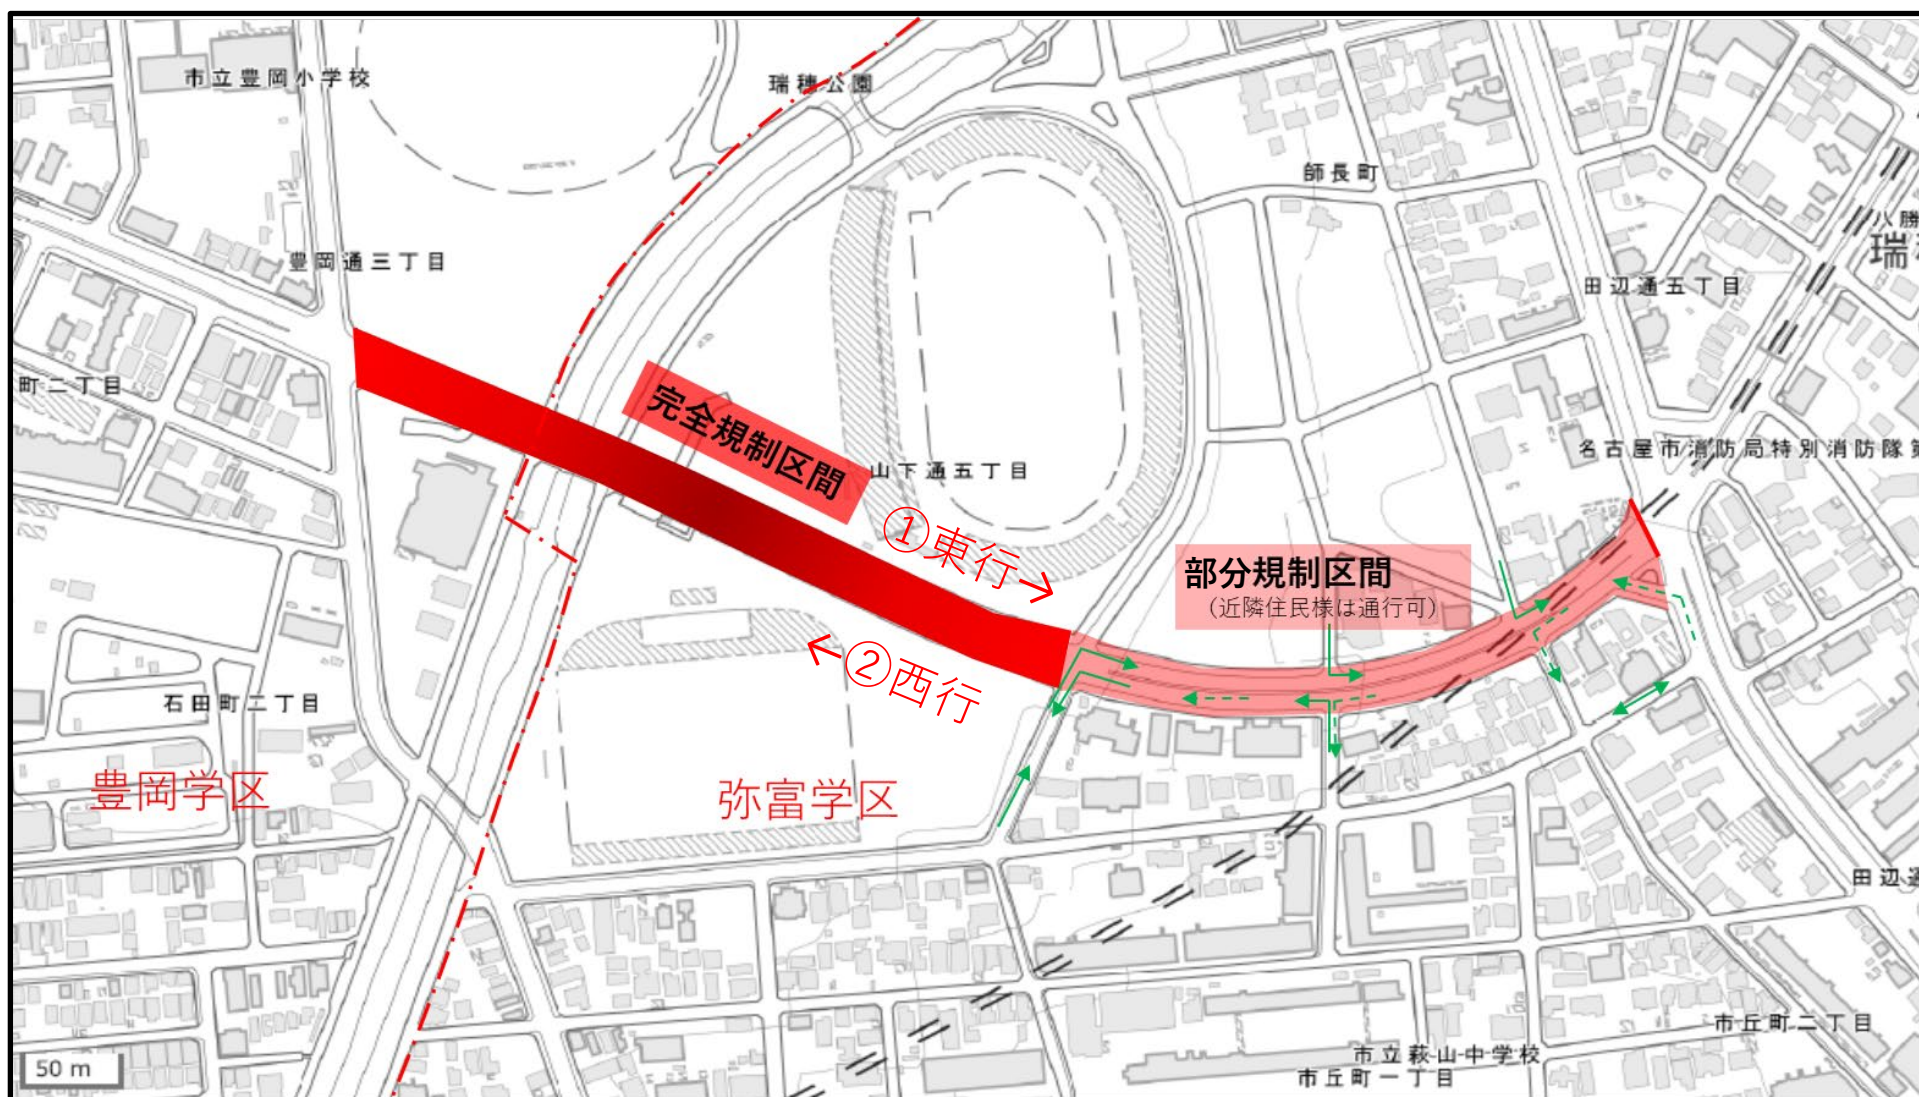 市立豊岡小学校
瑞穂公園
師長町
八勝
瑞
豊岡通三丁目
田辺通五丁目
町二丁目
完全規制区間
山下通五丁目
名古屋市消防局特別消防隊第
①東行→
部分規制区間
(近隣住民様は通行可)
←②西行
石田町二丁目
豊岡学区
弥富学区
田辺通
市丘町二丁目
市立萩山中学校
市丘町一丁目
50 m